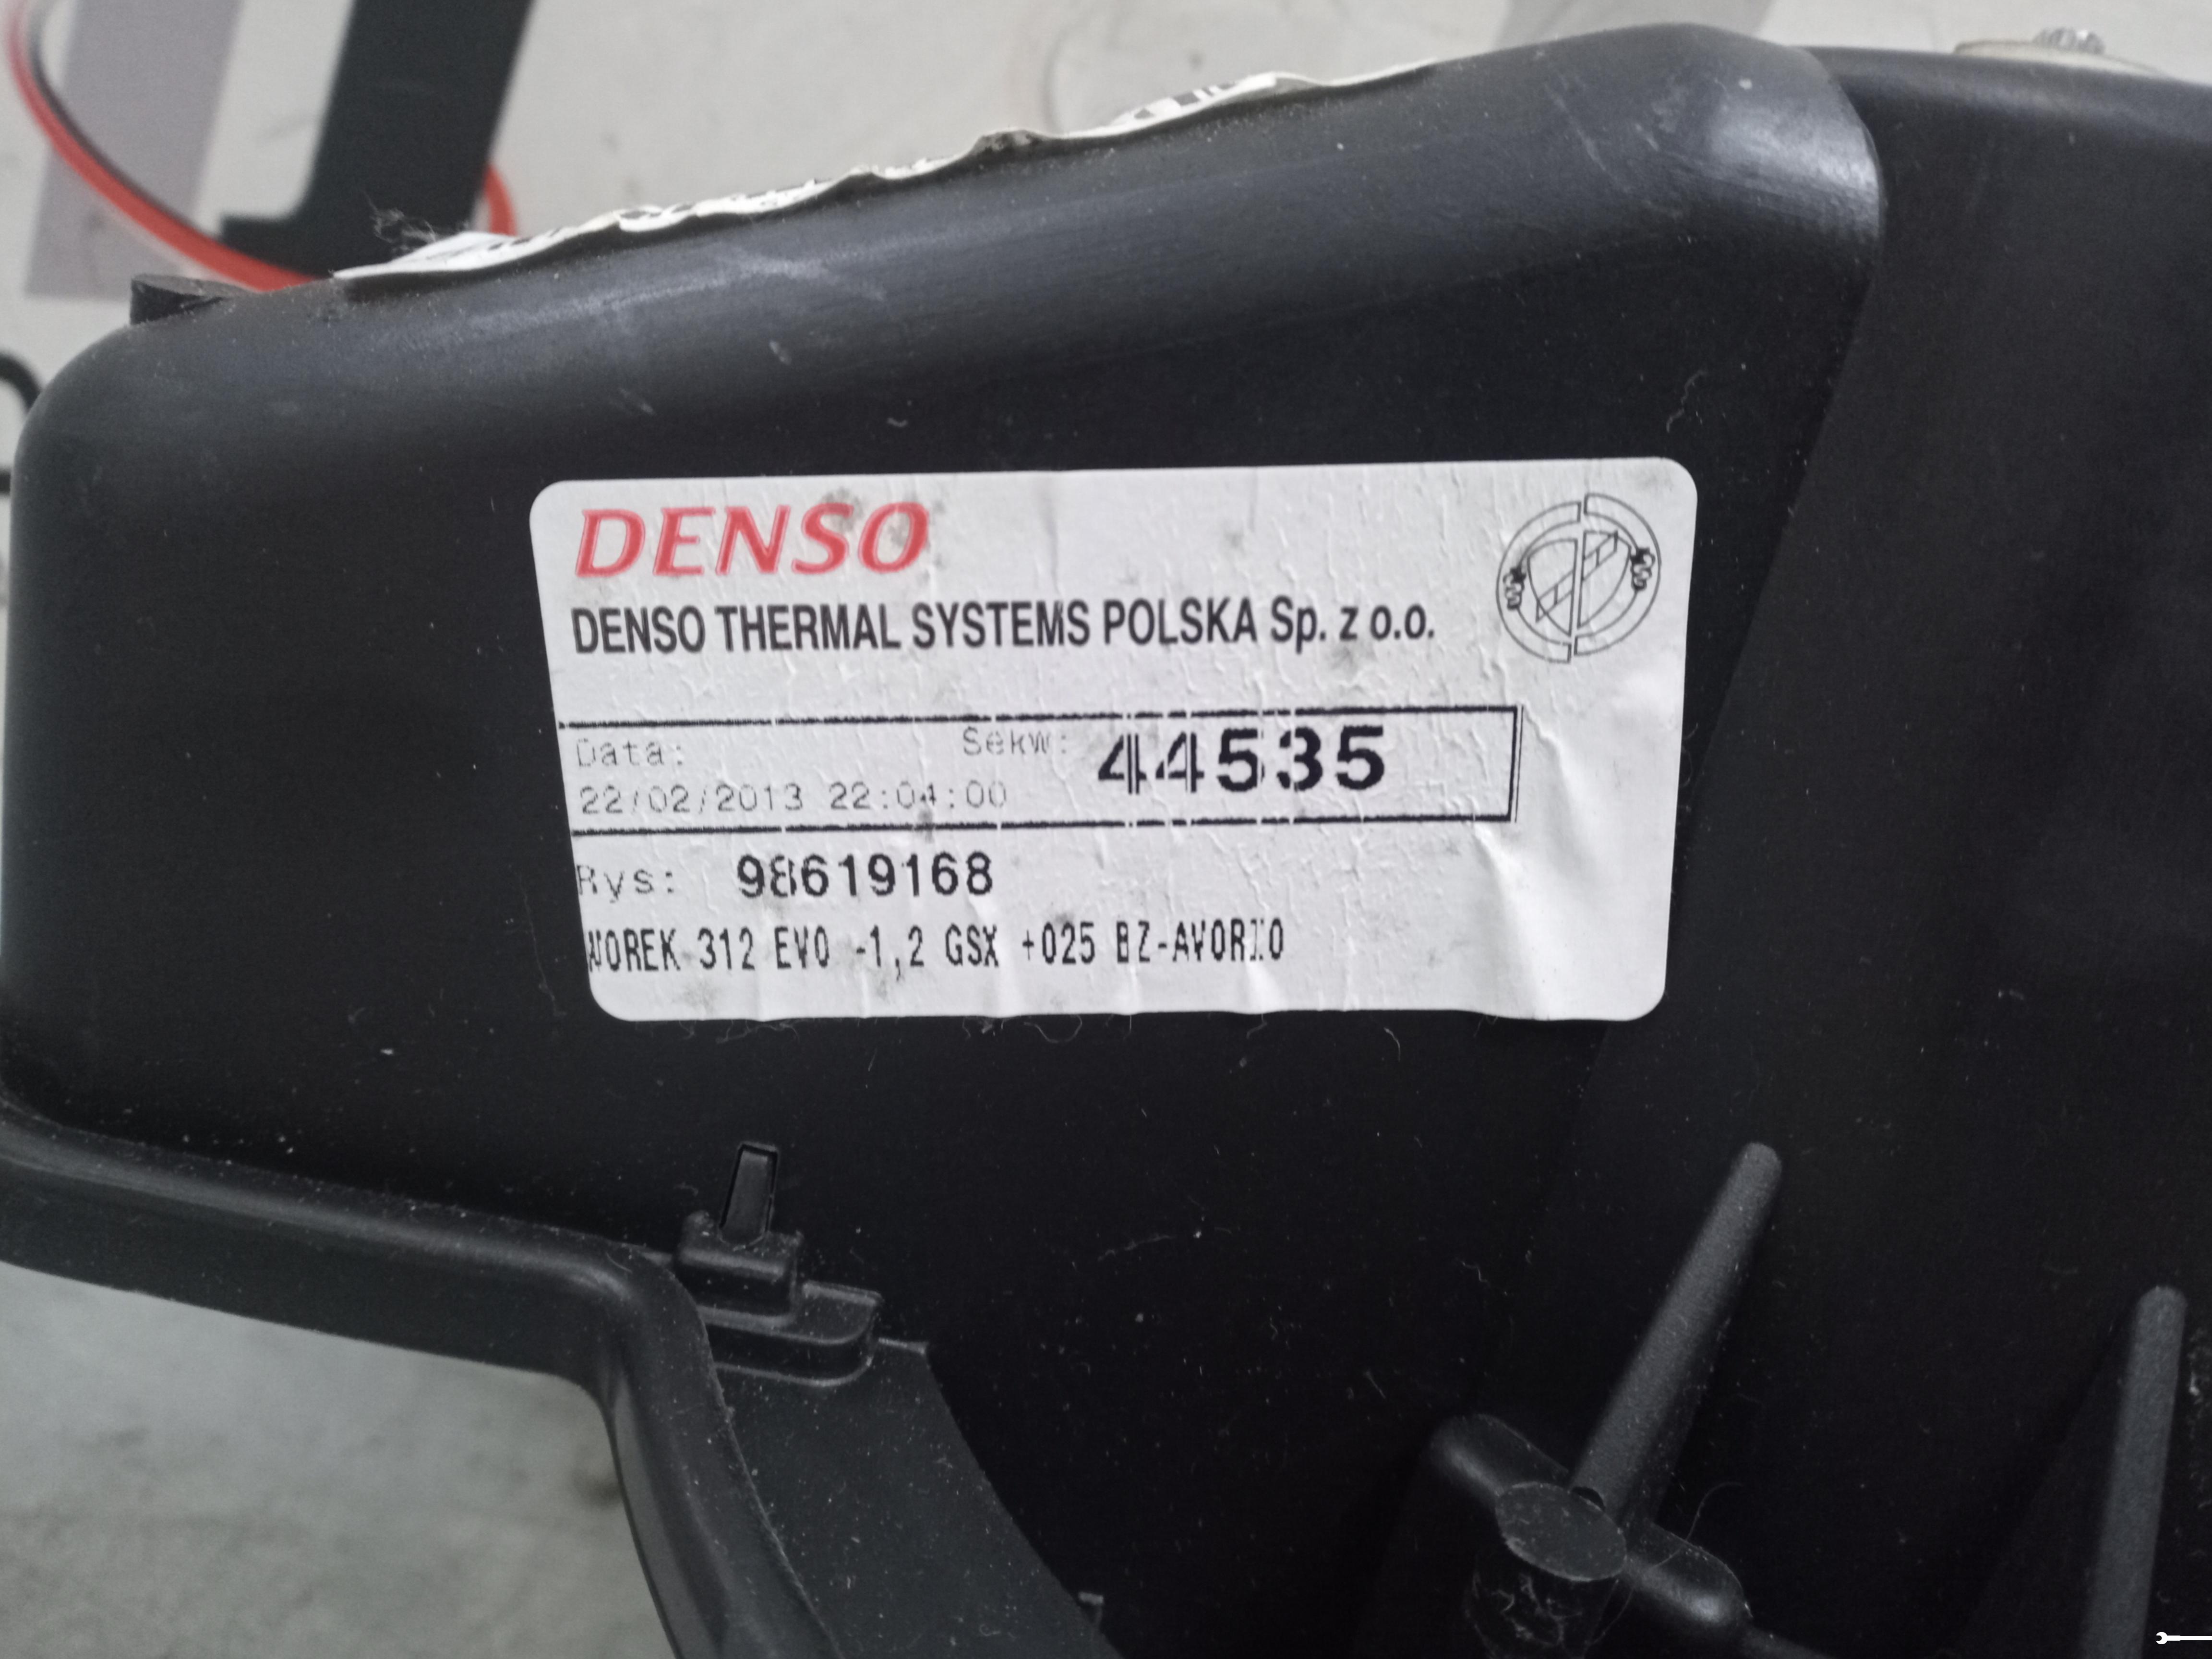 DENSO
DENSO THERMAL SYSTEMS POLSKA Sp. z o.o.
Data: Sekw: 44535
22/02/2013 22:04:00
Rys: 98619168
WOREK 312 EVO -1,2 GSX +025 BZ-AVORIO